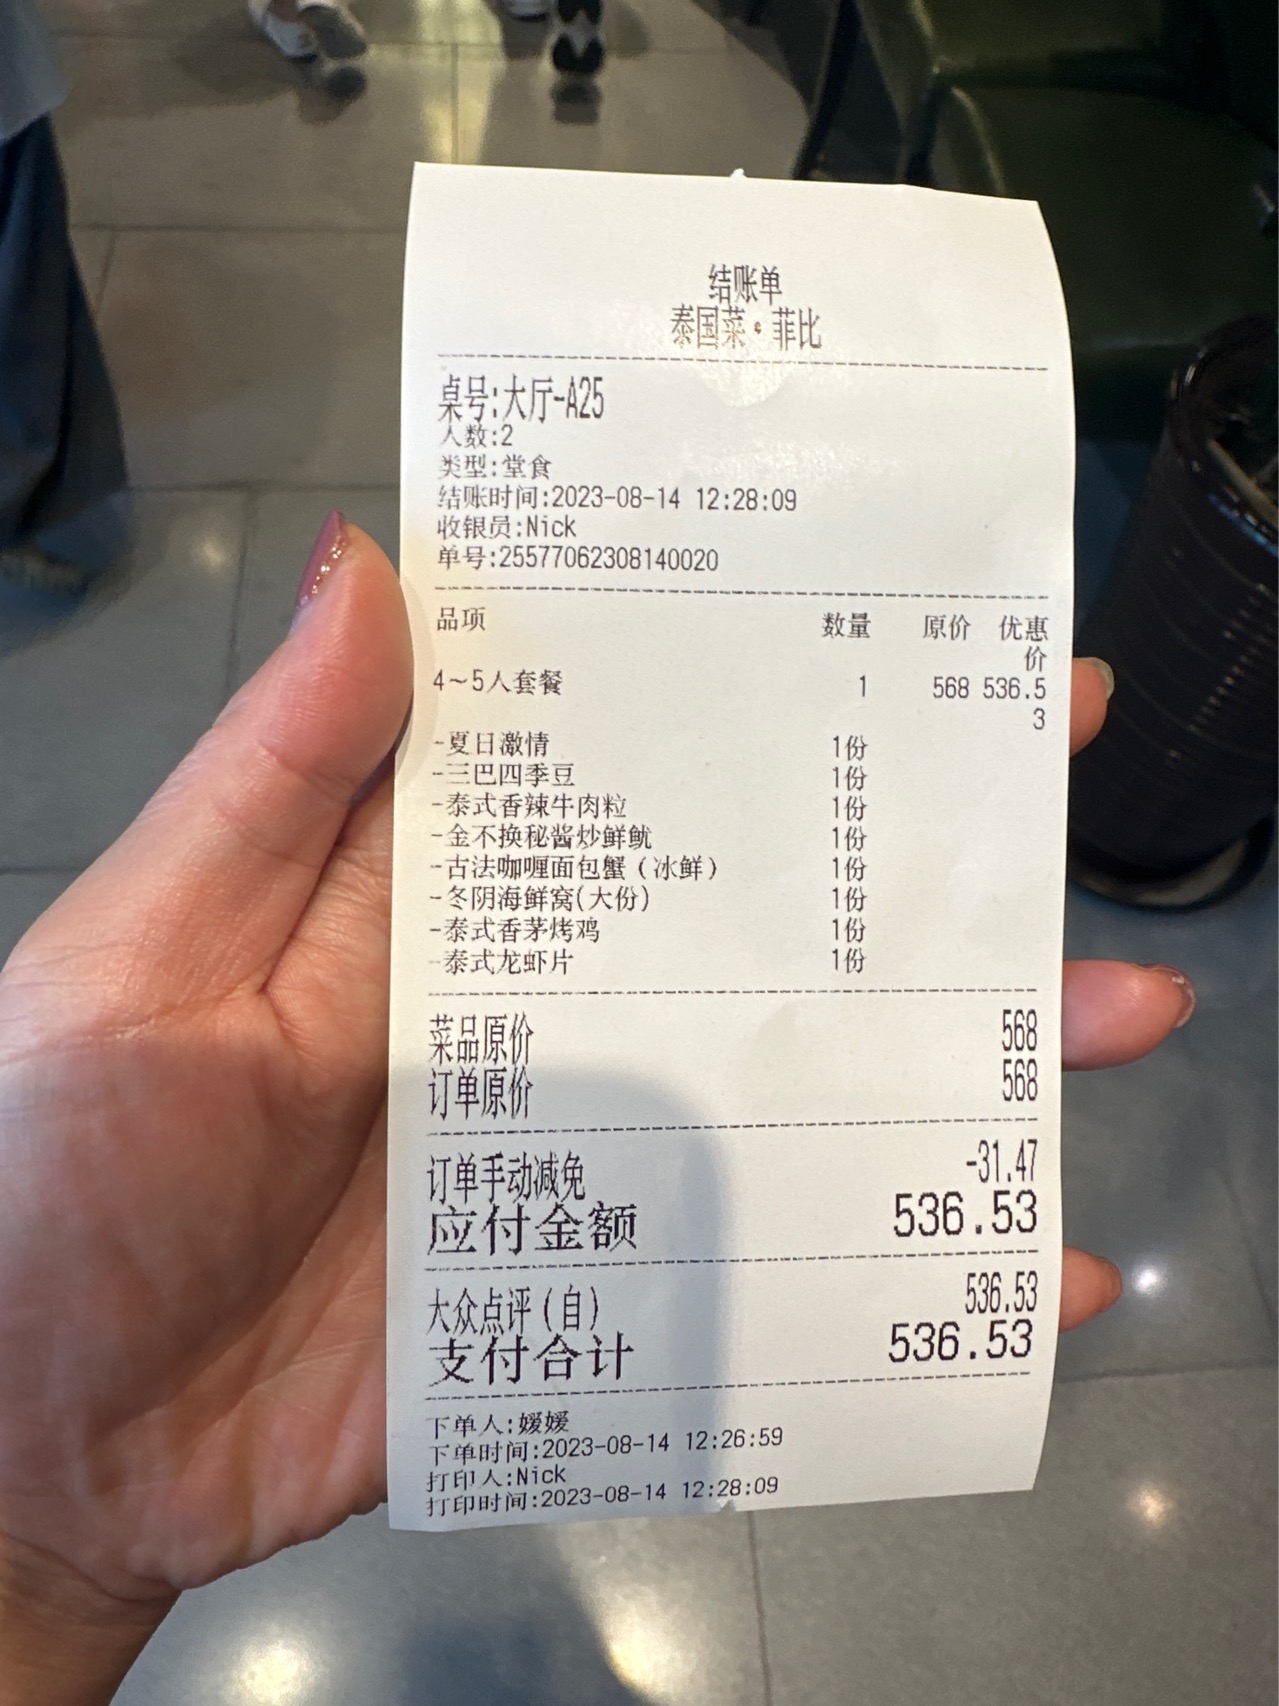 结账单
泰国菜·菲比
桌号:大厅-A25
人数:2
类型:堂食
结账时间:2023-08-14 12:28:09
收银员:Nick
单号:25577062308140020
品项 数量 原价 优惠
价
4~5人套餐 1 568 536.5
3
-夏日激情 1份
-三巴四季豆 1份
-泰式香辣牛肉粒 1份
-金不换秘酱炒鲜鱿 1份
-古法咖喱面包蟹(冰鲜) 1份
-冬阴海鲜窝(大份) 1份
-泰式香茅烤鸡 1份
-泰式龙虾片 1份
菜品原价 568
订单原价 568
订单手动减免 -31.47
应付金额 536.53
大众点评(自) 536.53
支付合计 536.53
下单人:媛媛
下单时间:2023-08-14 12:26:59
打印人:Nick
打印时间:2023-08-14 12:28:09